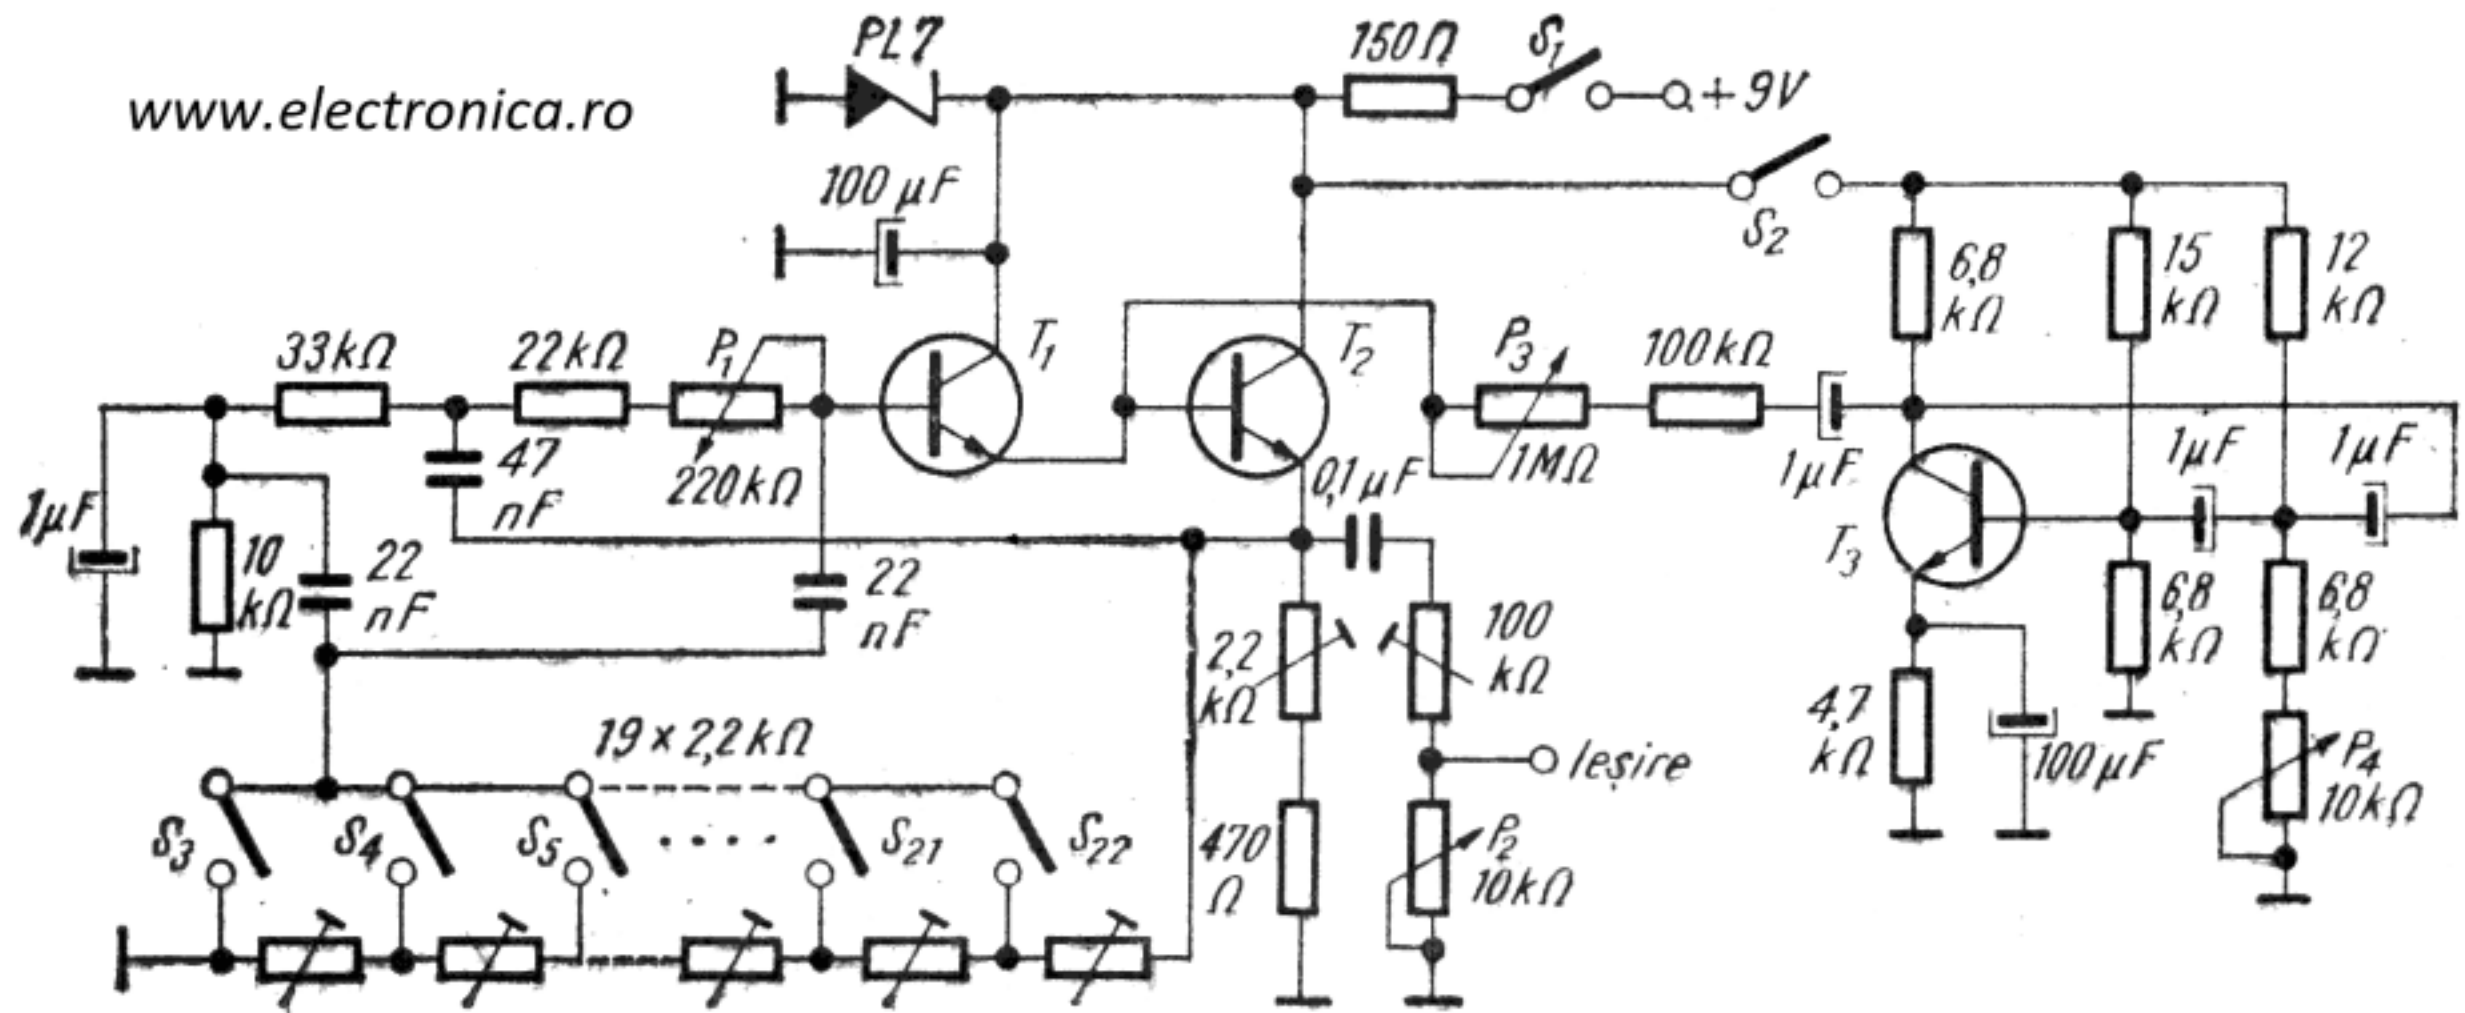 PL7
150Ω
S1
+9V
www.electronica.ro
100 μF
S2
6,8 kΩ
15 kΩ
12 kΩ
33kΩ
22kΩ
P1
220kΩ
T1
T2
P3
1MΩ
100kΩ
1μF
47 nF
0,1μF
1μF
1μF
1μF
10 kΩ
22 nF
22 nF
T3
2,2 kΩ
100 kΩ
6,8 kΩ
6,8 kΩ
4,7 kΩ
100μF
P4
10kΩ
19 × 2,2kΩ
Ieșire
S3
S4
S5
....
S21
S22
470 Ω
P2
10kΩ